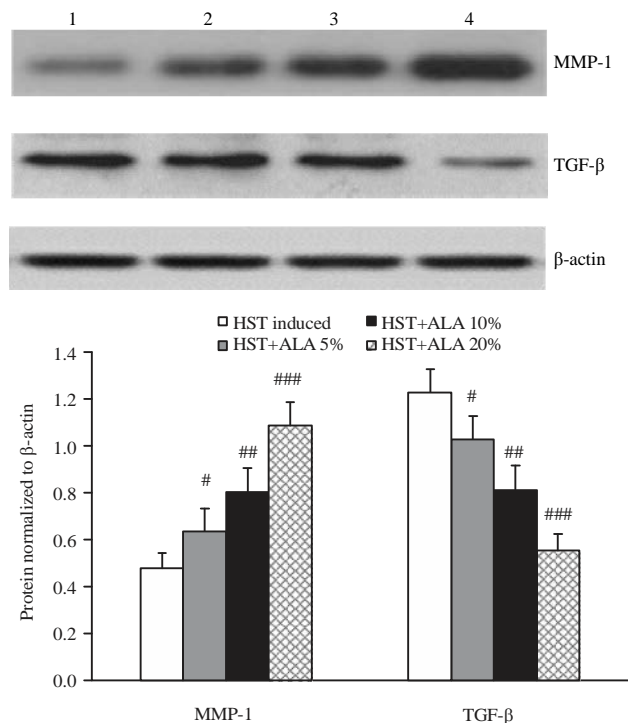 1 2 3 4
MMP-1
TGF-β
β-actin
HST induced HST+ALA 10%
HST+ALA 5% HST+ALA 20%
1.4
1.2
1.0
0.8
0.6
0.4
0.2
0.0
Protein normalized to β-actin
# ## ###
# ## ###
MMP-1 TGF-β